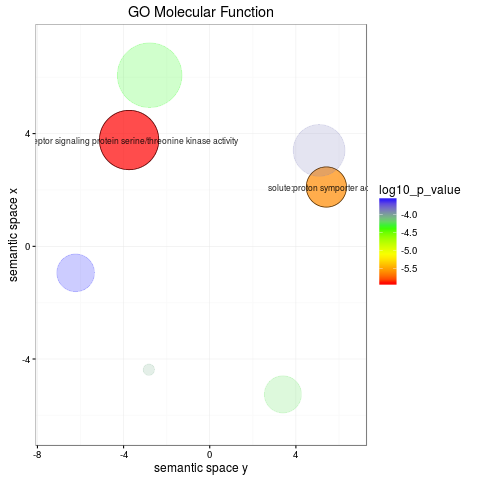 GO Molecular Function
4
0
-4
-8
-4
0
4
semantic space x
semantic space y
eptor signaling protein serine/threonine kinase activity
solute:proton symporter ac
log10_p_value
-4.0
-4.5
-5.0
-5.5